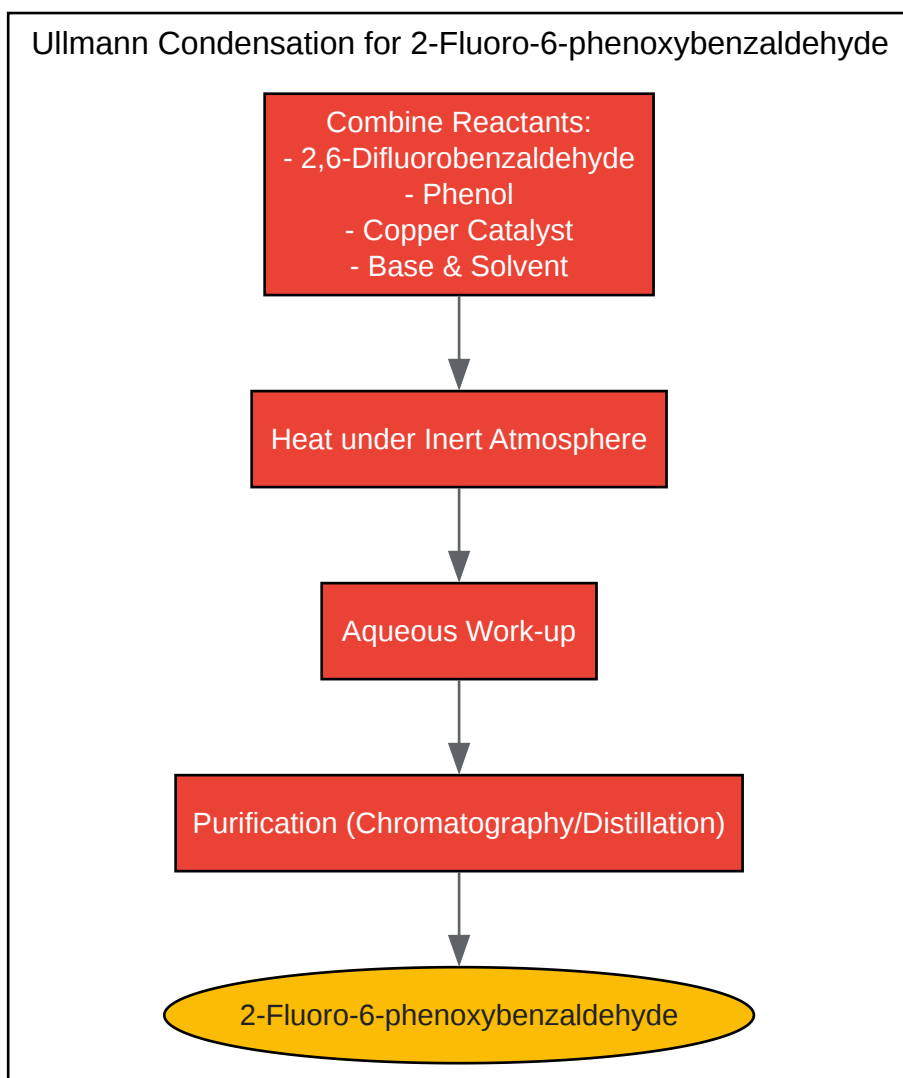 Ullmann Condensation for 2-Fluoro-6-phenoxybenzaldehyde
Combine Reactants:
- 2,6-Difluorobenzaldehyde
- Phenol
- Copper Catalyst
- Base & Solvent
Heat under Inert Atmosphere
Aqueous Work-up
Purification (Chromatography/Distillation)
2-Fluoro-6-phenoxybenzaldehyde